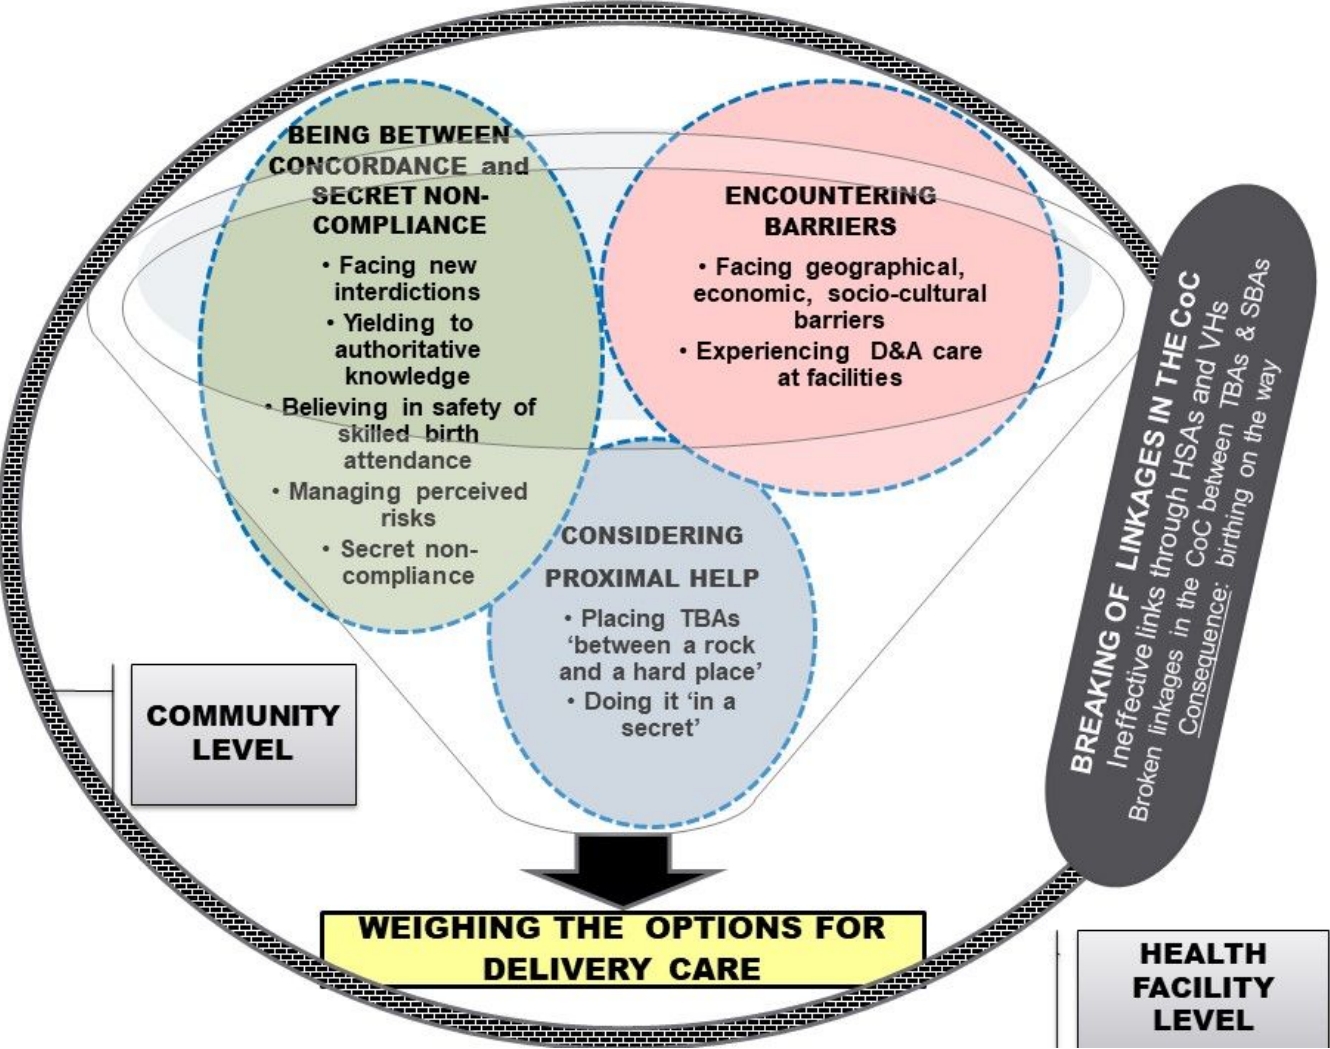 BEING BETWEEN
CONCORDANCE and
SECRET NON-
COMPLIANCE
• Facing new
interdictions
• Yielding to
authoritative
knowledge
• Believing in safety of
skilled birth
attendance
• Managing perceived
risks
• Secret non-
compliance
ENCOUNTERING
BARRIERS
• Facing geographical,
economic, socio-cultural
barriers
• Experiencing D&A care
at facilities
CONSIDERING
PROXIMAL HELP
• Placing TBAs
‘between a rock
and a hard place’
• Doing it ‘in a
secret’
BREAKING OF LINKAGES IN THE CoC
Ineffective links through HSAs and VHs
Broken linkages in the CoC between TBAs & SBAs
Consequence: birthing on the way
COMMUNITY
LEVEL
WEIGHING THE OPTIONS FOR
DELIVERY CARE
HEALTH
FACILITY
LEVEL